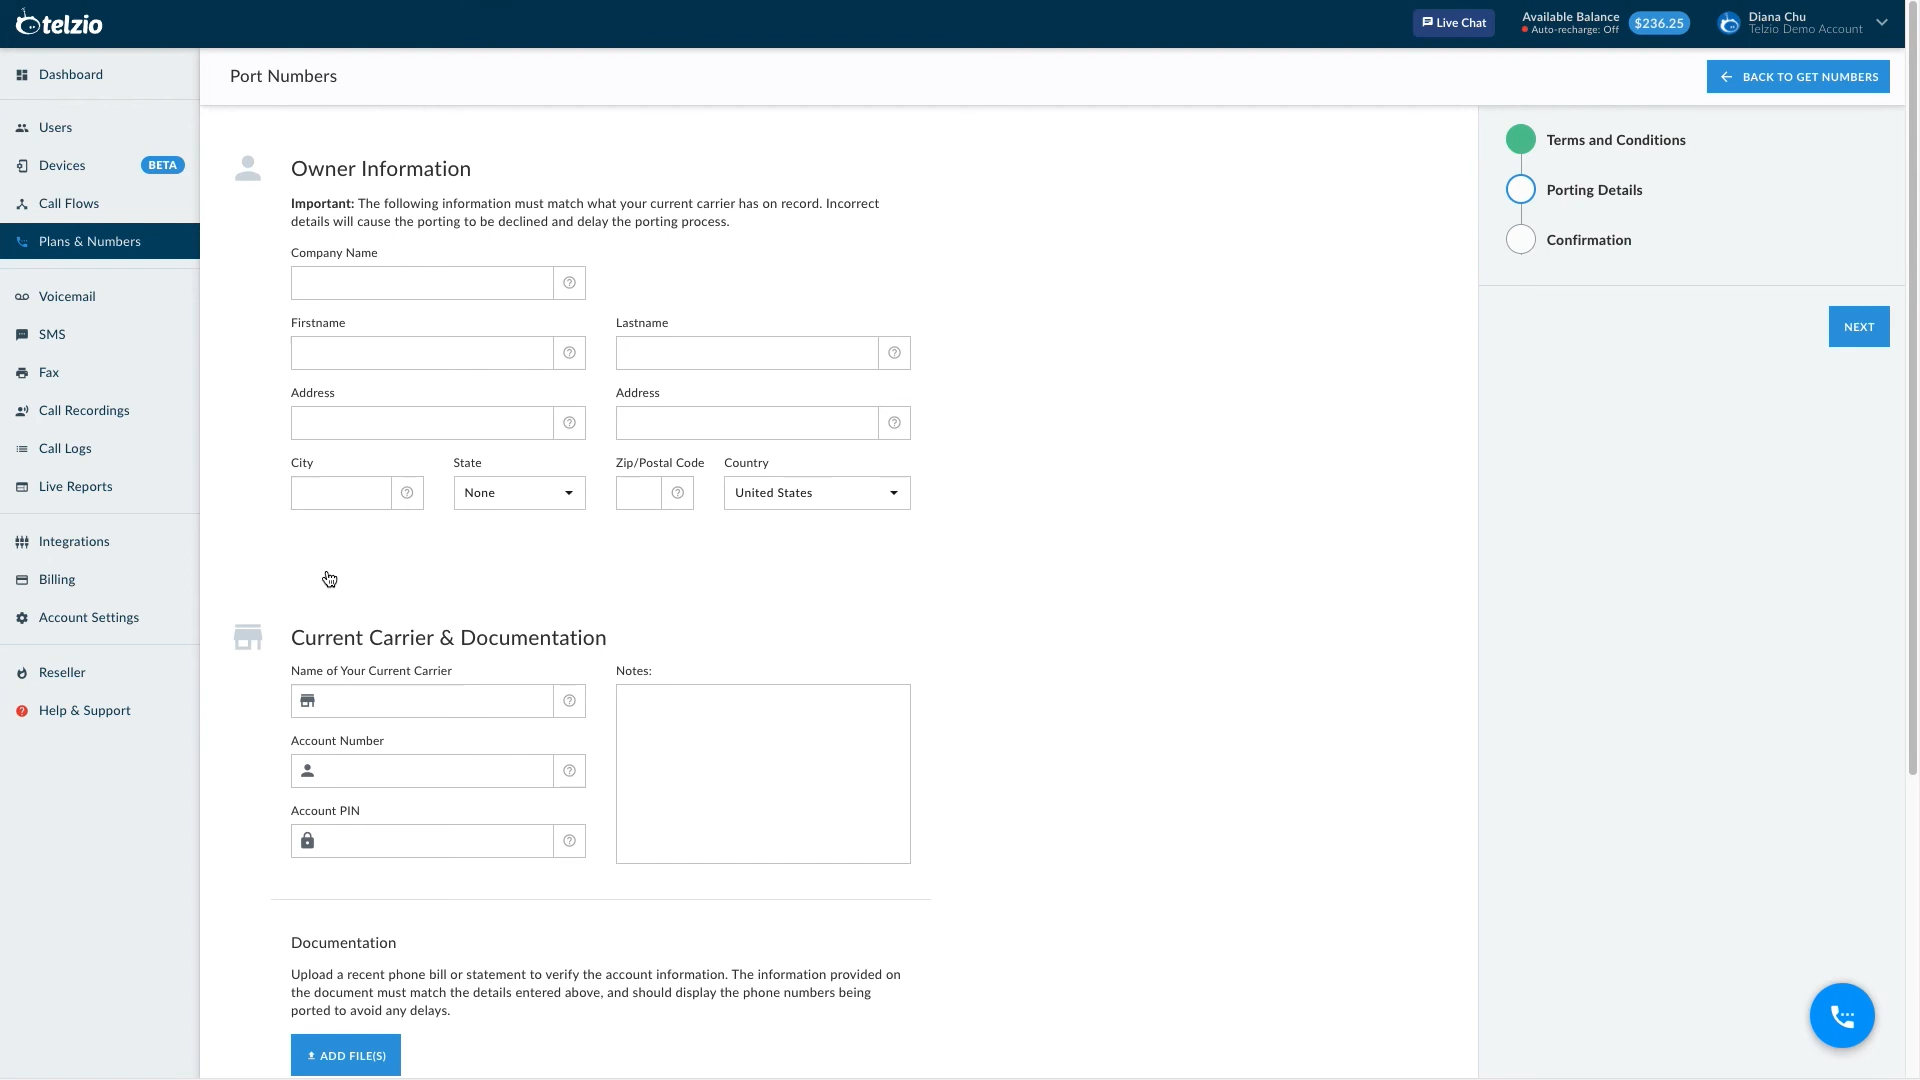 telzio
Live Chat
Available Balance
Auto-recharge: Off
$236.25
Diana Chu
Telzio Demo Account
Dashboard
Users
Devices
BETA
Call Flows
Plans & Numbers
Voicemail
SMS
Fax
Call Recordings
Call Logs
Live Reports
Integrations
Billing
Account Settings
Reseller
Help & Support
Port Numbers
BACK TO GET NUMBERS
Owner Information
Important: The following information must match what your current carrier has on record. Incorrect
details will cause the porting to be declined and delay the porting process.
Company Name
Firstname
Lastname
Address
Address
City
State
Zip/Postal Code
Country
None
United States
Current Carrier & Documentation
Name of Your Current Carrier
Notes:
Account Number
Account PIN
Documentation
Upload a recent phone bill or statement to verify the account information. The information provided on
the document must match the details entered above, and should display the phone numbers being
ported to avoid any delays.
ADD FILE(S)
Terms and Conditions
Porting Details
Confirmation
NEXT